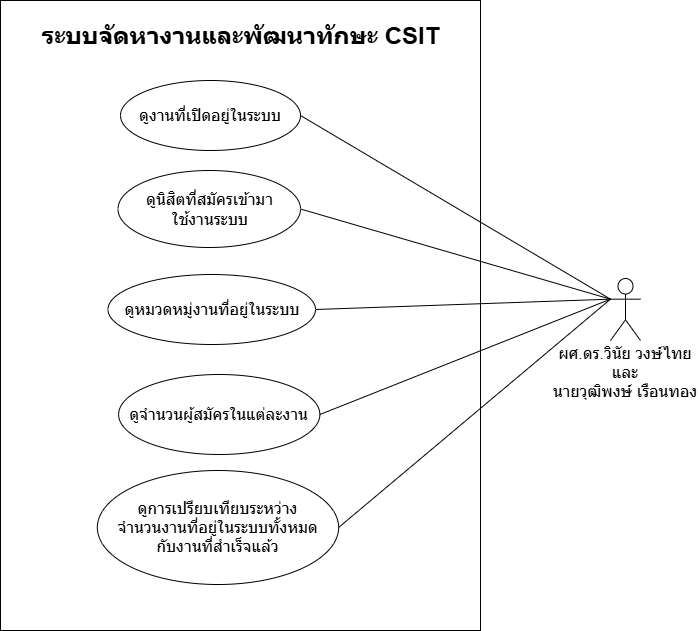 ระบบจัดหางานและพัฒนาทักษะ CSIT
ดูงานที่เปิดอยู่ในระบบ
ดูนิสิตที่สมัครเข้ามา
ใช้งานระบบ
ดูหมวดหมู่งานที่อยู่ในระบบ
ดูจำนวนผู้สมัครในแต่ละงาน
ดูการเปรียบเทียบระหว่าง
จำนวนงานที่อยู่ในระบบทั้งหมด
กับงานที่สำเร็จแล้ว
ผศ.ดร.วินัย วงษ์ไทย
และ
นายวุฒิพงษ์ เรือนทอง